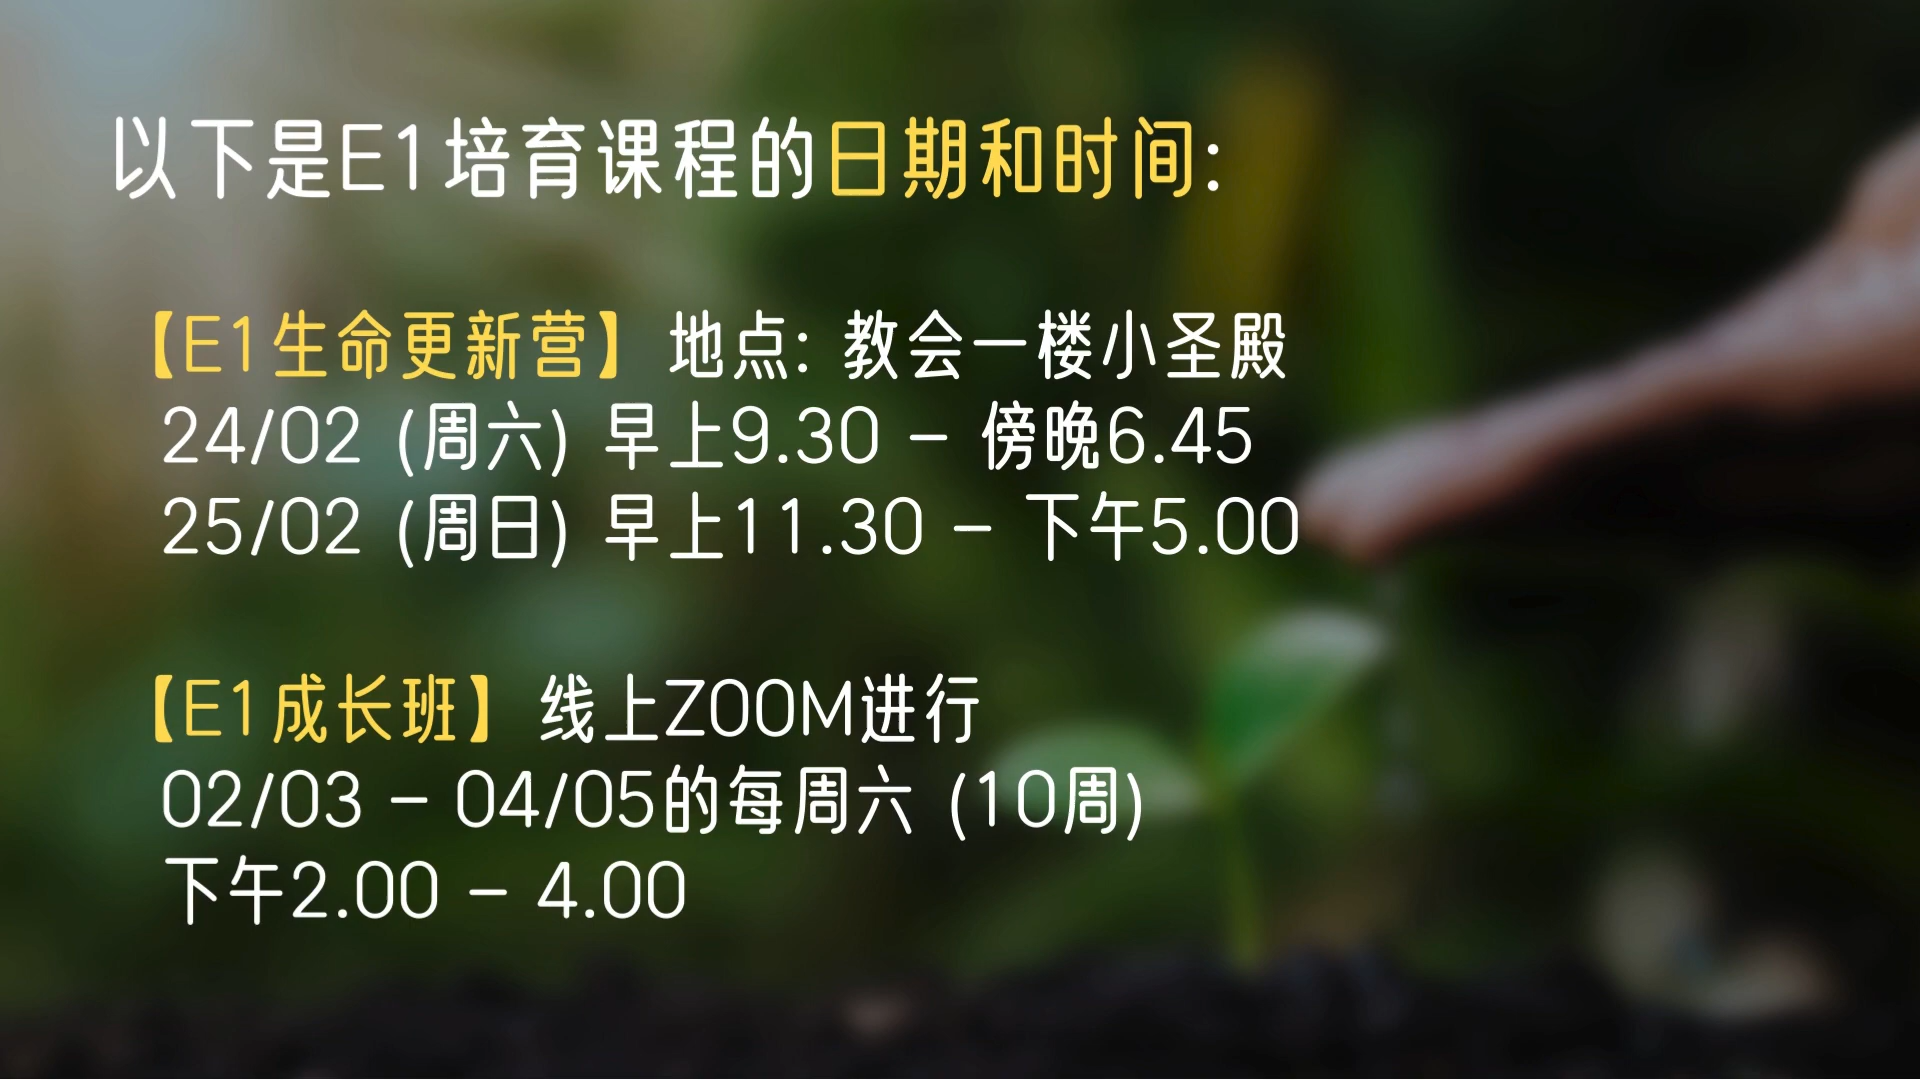 以下是E1培育课程的日期和时间:
【E1生命更新营】 地点: 教会一楼小圣殿
24/02 (周六) 早上9.30 - 傍晚6.45
25/02 (周日) 早上11.30 - 下午5.00
【E1成长班】 线上ZOOM进行
02/03 - 04/05的每周六 (10周)
下午2.00 - 4.00